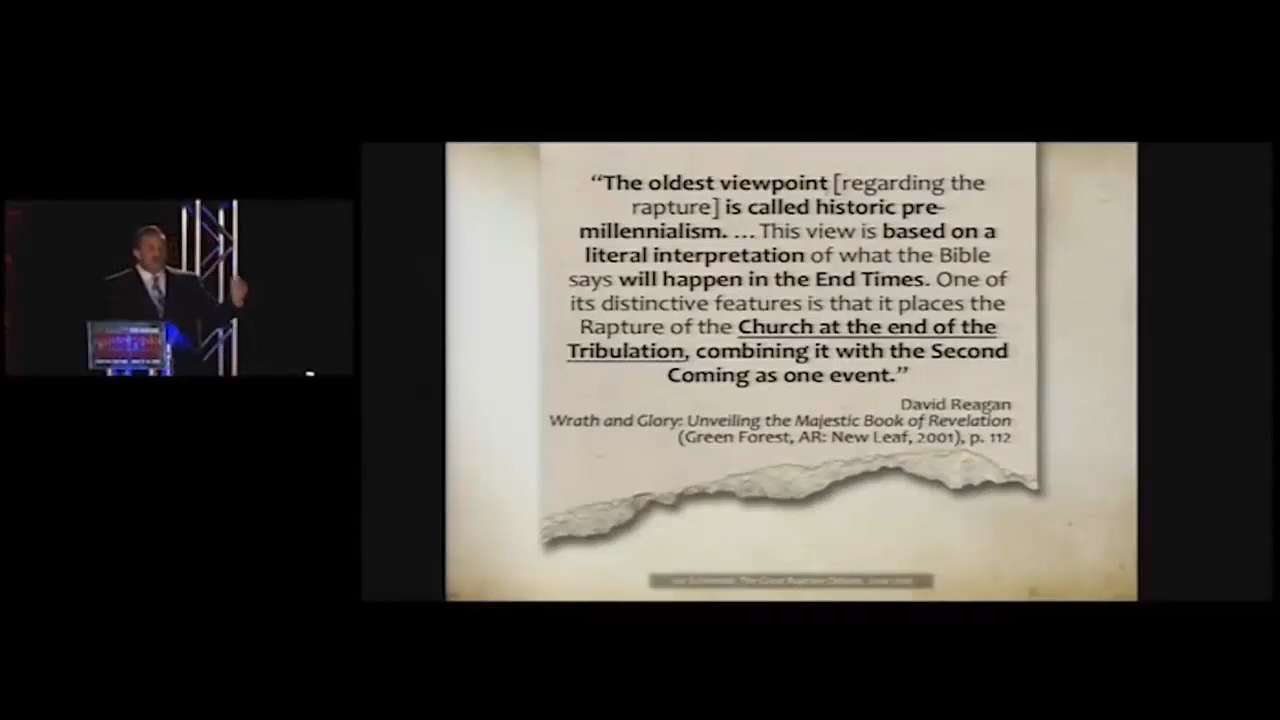 “The oldest viewpoint [regarding the
rapture] is called historic pre-
millennialism. ... This view is based on a
literal interpretation of what the Bible
says will happen in the End Times. One of
its distinctive features is that it places the
Rapture of the Church at the end of the
Tribulation, combining it with the Second
Coming as one event.”
David Reagan
Wrath and Glory: Unveiling the Majestic Book of Revelation
(Green Forest, AR: New Leaf, 2001), p. 112
The Great Rapture Debate,